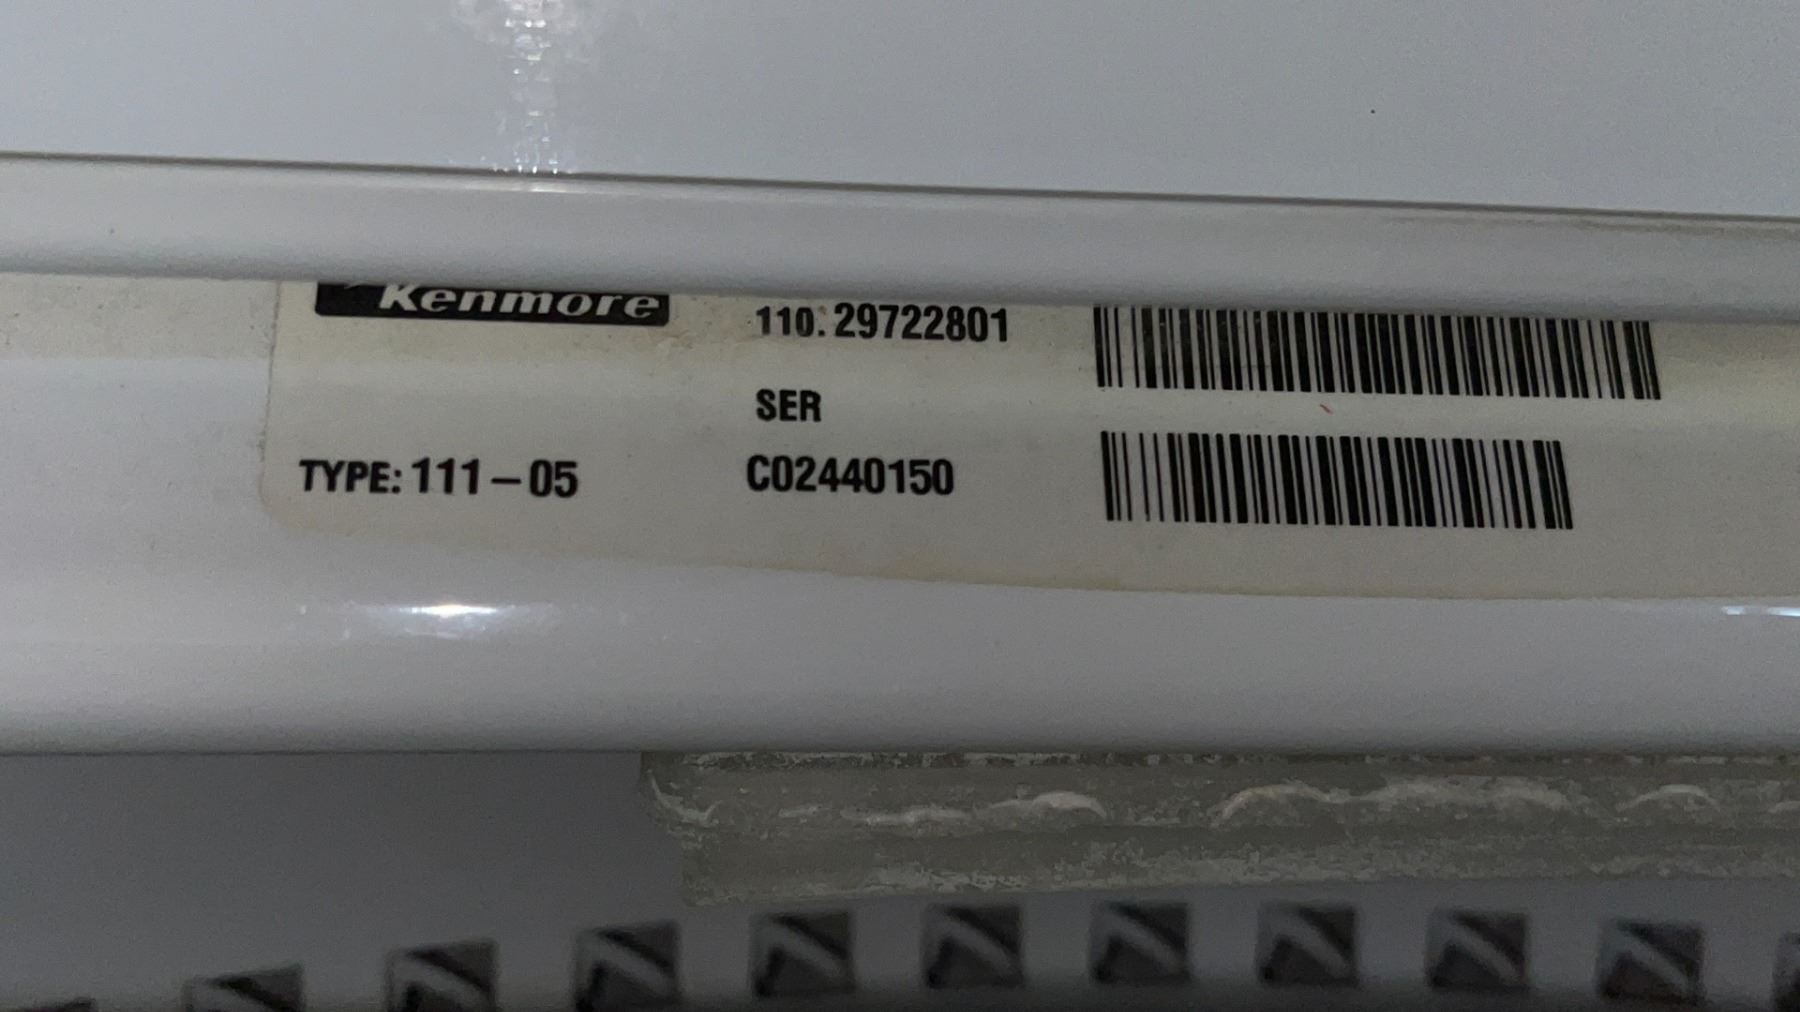 Kenmore
110.29722801
SER
TYPE: 111-05 C02440150